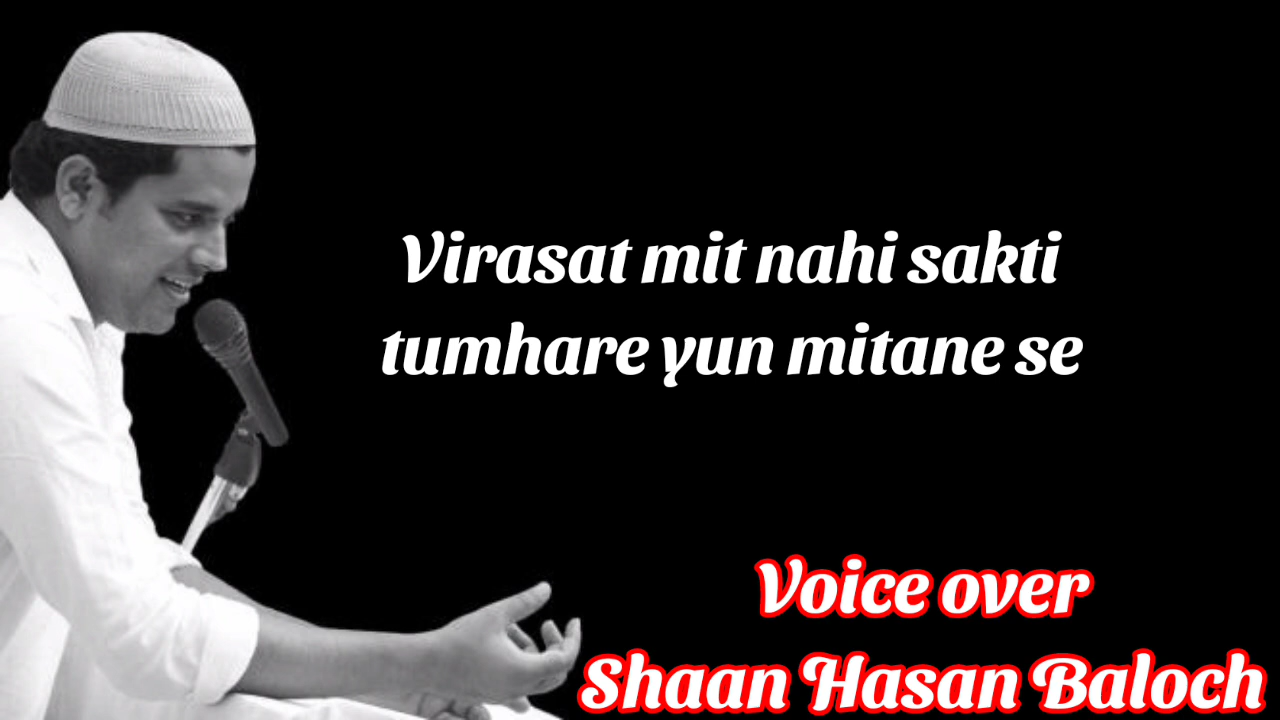 Virasat mit nahi sakti
tumhare yun mitane se
Voice over
Shaan Hasan Baloch